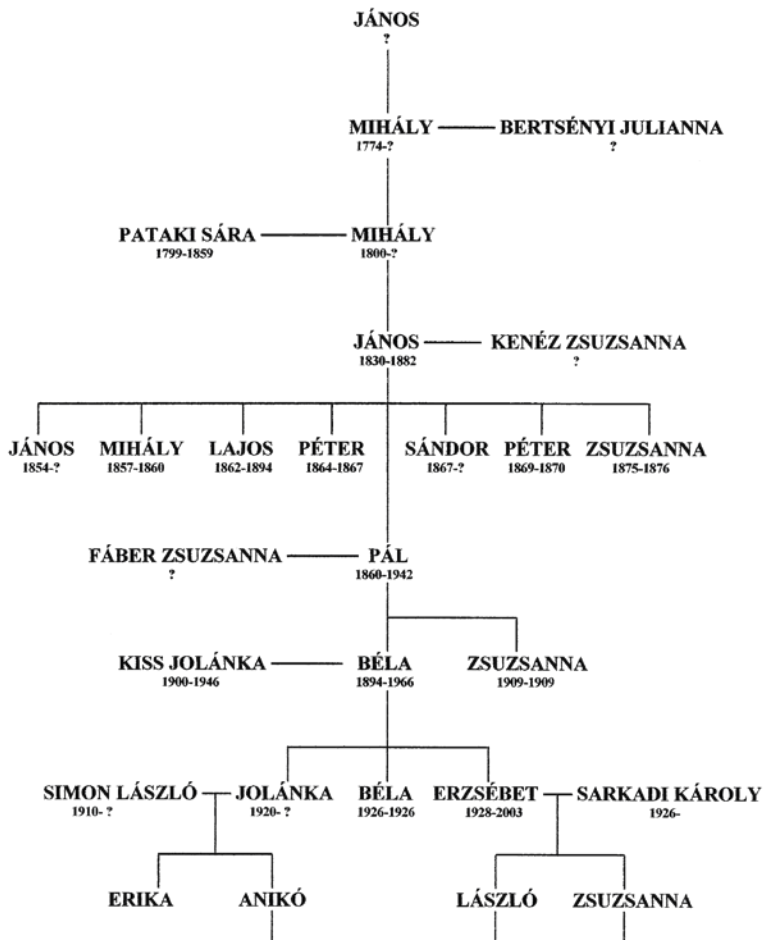 JÁNOS
?
MIHÁLY BERTSÉNYI JULIANNA
1774-? ?
PATAKI SÁRA MIHÁLY
1799-1859 1800-?
JÁNOS KENÉZ ZSUZSANNA
1830-1882 ?
JÁNOS MIHÁLY LAJOS PÉTER SÁNDOR PÉTER ZSUZSANNA
1854-? 1857-1860 1862-1894 1864-1867 1867-? 1869-1870 1875-1876
FÁBER ZSUZSANNA PÁL
? 1860-1942
KISS JOLÁNKA BÉLA ZSUZSANNA
1900-1946 1894-1966 1909-1909
SIMON LÁSZLÓ JOLÁNKA BÉLA ERZSÉBET SARKADI KÁROLY
1910- ? 1920- ? 1926-1926 1928-2003 1926-
ERIKA ANIKÓ LÁSZLÓ ZSUZSANNA